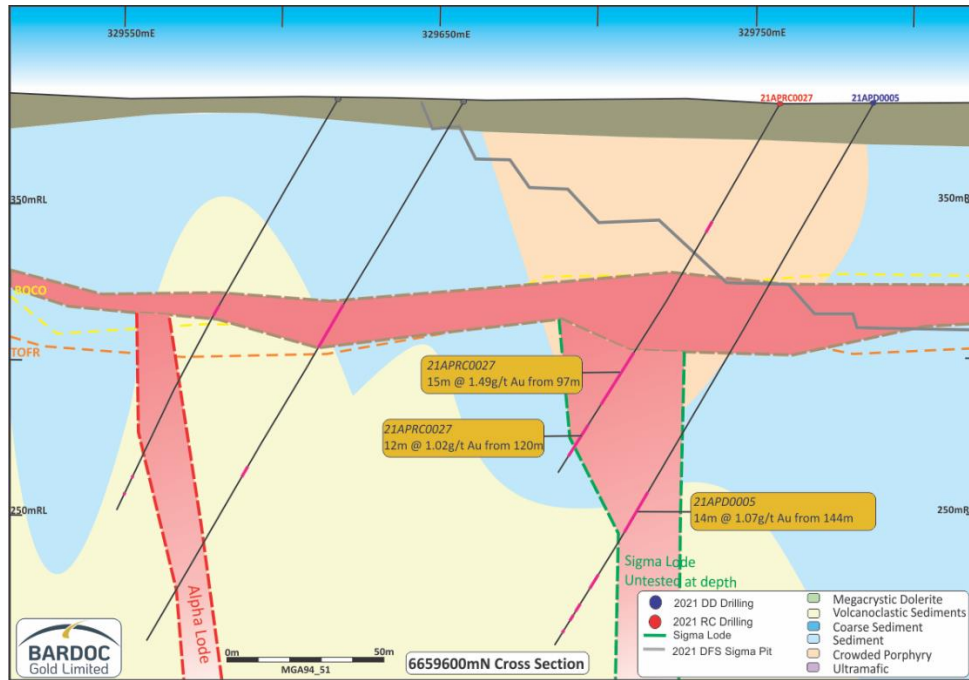 329550mE
329650mE
329750mE
21APRC0027
21APD0005
350mRL
350mRL
BOCO
TOFR
21APRC0027
15m @ 1.49g/t Au from 97m
21APRC0027
12m @ 1.02g/t Au from 120m
21APD0005
14m @ 1.07g/t Au from 144m
250mRL
250mRL
Alpha Lode
Sigma Lode
Untested at depth
2021 DD Drilling
2021 RC Drilling
Sigma Lode
2021 DFS Sigma Pit
Megacrystic Dolerite
Volcanoclastic Sediments
Coarse Sediment
Sediment
Crowded Porphyry
Ultramafic
BARDOC
Gold Limited
0m
50m
MGA94_51
6659600mN Cross Section